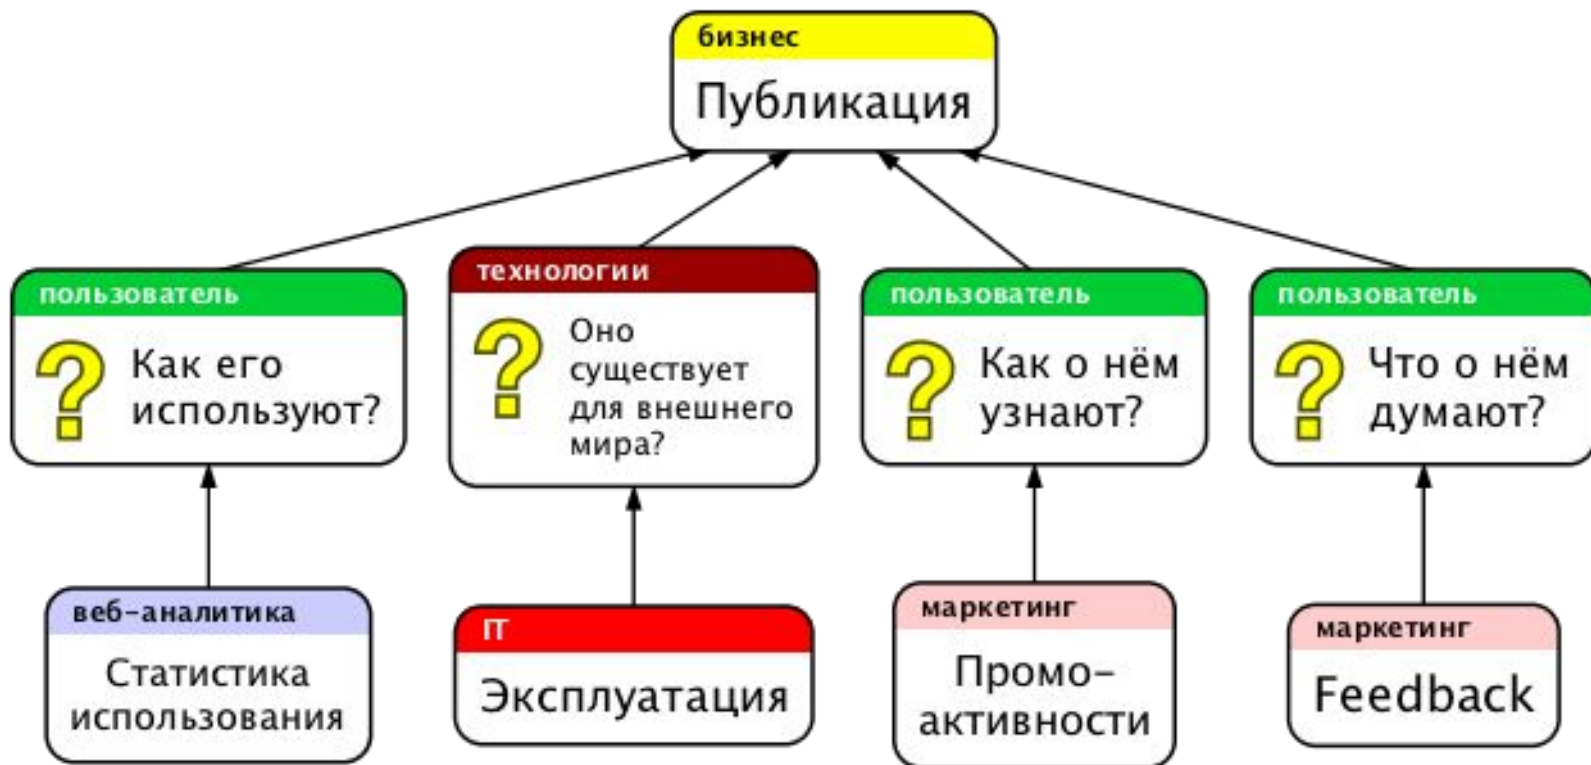 бизнес
Публикация
пользователь
Как его
используют?
технологии
Оно
существует
для внешнего
мира?
пользователь
Как о нём
узнают?
пользователь
Что о нём
думают?
веб-аналитика
Статистика
использования
IT
Эксплуатация
маркетинг
Промо-
активности
маркетинг
Feedback